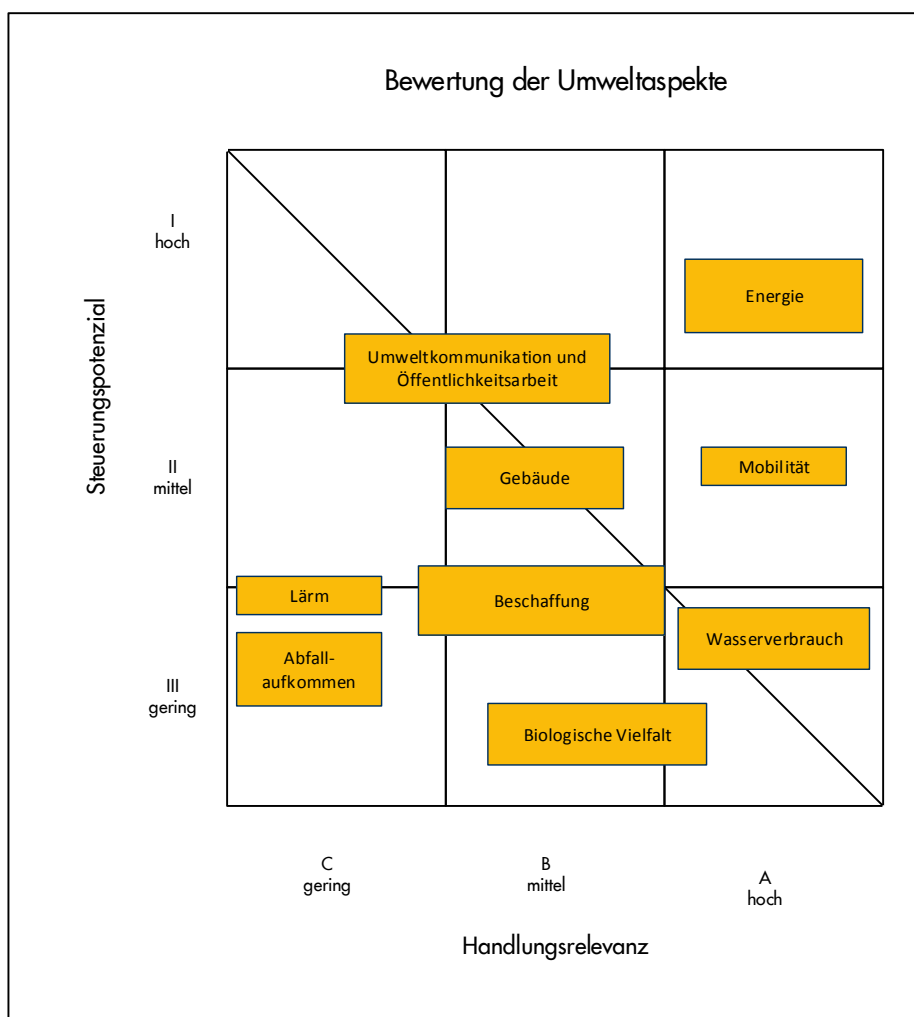 Bewertung der Umweltaspekte
Steuerungspotenzial
I
hoch
Energie
Umweltkommunikation und
Öffentlichkeitsarbeit
II
mittel
Gebäude
Mobilität
Lärm
Beschaffung
Wasserverbrauch
Abfall-
aufkommen
III
gering
Biologische Vielfalt
C
gering
B
mittel
A
hoch
Handlungsrelevanz